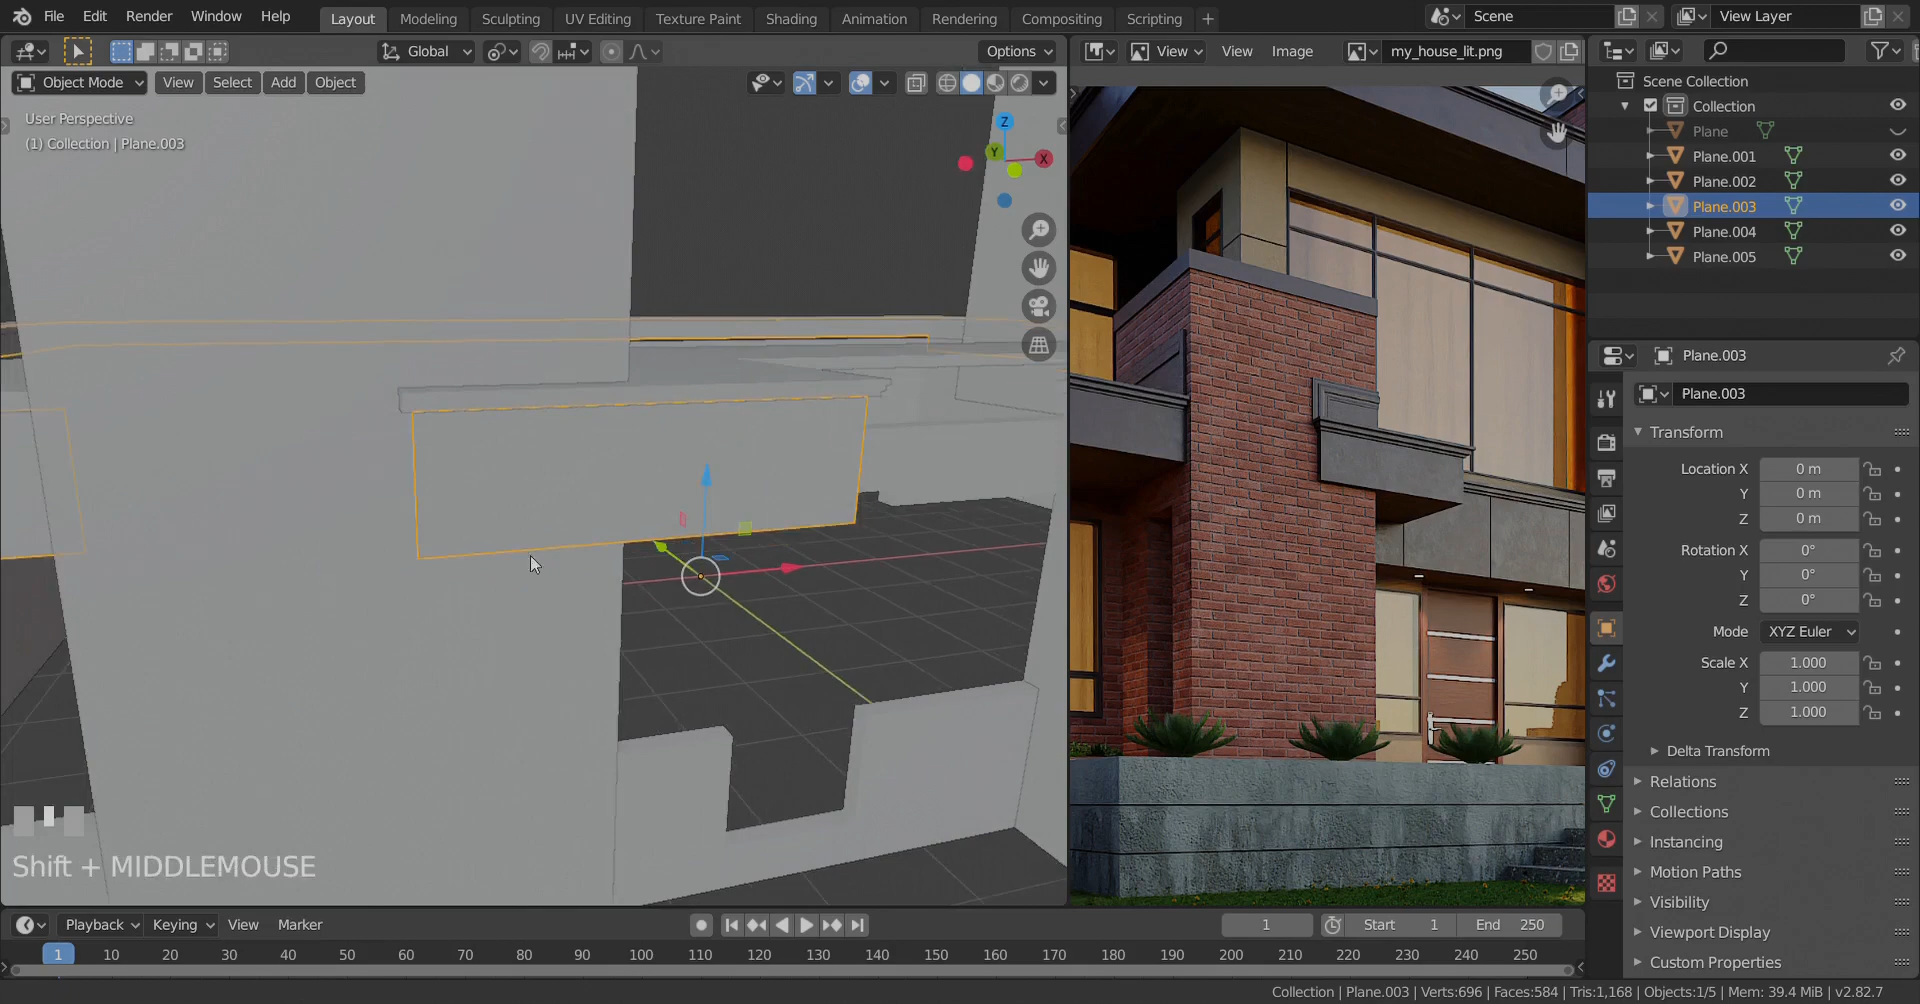 File Edit Render Window Help Layout Modeling Sculpting UV Editing Texture Paint Shading Animation Rendering Compositing Scripting + Scene View Layer
Global Options View View Image my_house_lit.png
Object Mode View Select Add Object
User Perspective
(1) Collection | Plane.003
Z
Y
X
Shift + MIDDLEMOUSE
Scene Collection
Collection
Plane
Plane.001
Plane.002
Plane.003
Plane.004
Plane.005
Plane.003
Plane.003
Transform
Location X 0 m
Y 0 m
Z 0 m
Rotation X 0°
Y 0°
Z 0°
Mode XYZ Euler
Scale X 1.000
Y 1.000
Z 1.000
Delta Transform
Relations
Collections
Instancing
Motion Paths
Visibility
Viewport Display
Custom Properties
Playback Keying View Marker 1 Start 1 End 250
1 10 20 30 40 50 60 70 80 90 100 110 120 130 140 150 160 170 180 190 200 210 220 230 240 250
Collection | Plane.003 | Verts:696 | Faces:584 | Tris:1,168 | Objects:1/5 | Mem: 39.4 MiB | v2.82.7